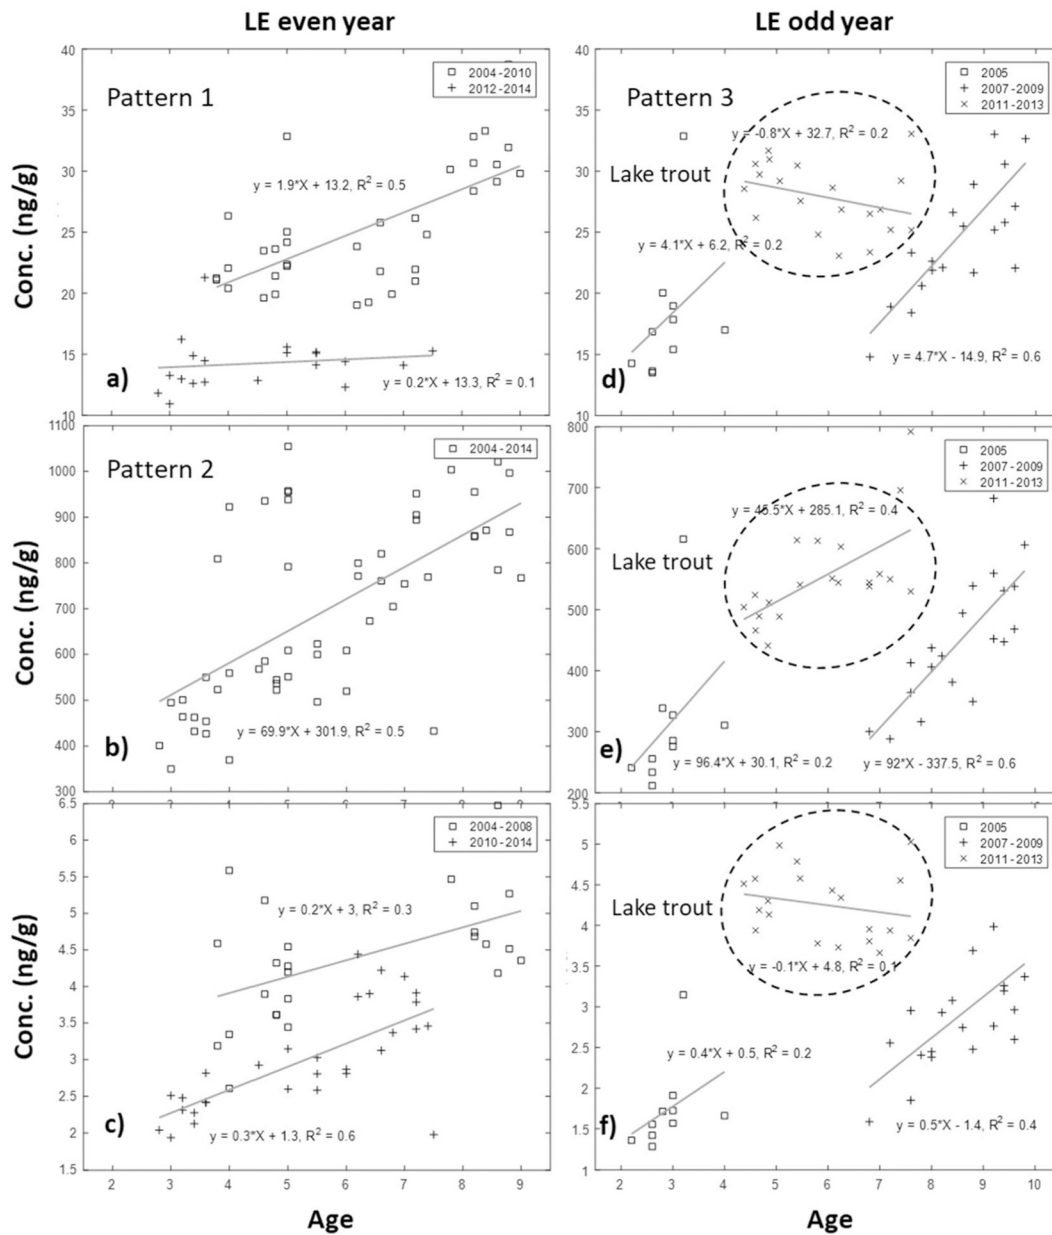 LE even year
LE odd year
40
35
30
25
20
15
10
Conc. (ng/g)
Pattern 1
2004-2010
2012-2014
y = 1.9*X + 13.2, R² = 0.5
y = 0.2*X + 13.3, R² = 0.1
a)
40
35
30
25
20
15
10
Pattern 3
2005
2007-2009
2011-2013
y = -0.8*X + 32.7, R² = 0.2
Lake trout
y = 4.1*X + 6.2, R² = 0.2
y = 4.7*X - 14.9, R² = 0.6
d)
1100
1000
900
800
700
600
500
400
300
Conc. (ng/g)
Pattern 2
2004-2014
y = 69.9*X + 301.9, R² = 0.5
b)
800
700
600
500
400
300
200
2005
2007-2009
2011-2013
y = 45.5*X + 285.1, R² = 0.4
Lake trout
y = 96.4*X + 30.1, R² = 0.2
y = 92*X - 337.5, R² = 0.6
e)
6.5
6
5.5
5
4.5
4
3.5
3
2.5
2
1.5
Conc. (ng/g)
2004-2008
2010-2014
y = 0.2*X + 3, R² = 0.3
y = 0.3*X + 1.3, R² = 0.6
c)
2 3 4 5 6 7 8 9
Age
5.5
5
4.5
4
3.5
3
2.5
2
1.5
1
2005
2007-2009
2011-2013
Lake trout
y = -0.1*X + 4.8, R² = 0.1
y = 0.4*X + 0.5, R² = 0.2
y = 0.5*X - 1.4, R² = 0.4
f)
2 3 4 5 6 7 8 9 10
Age